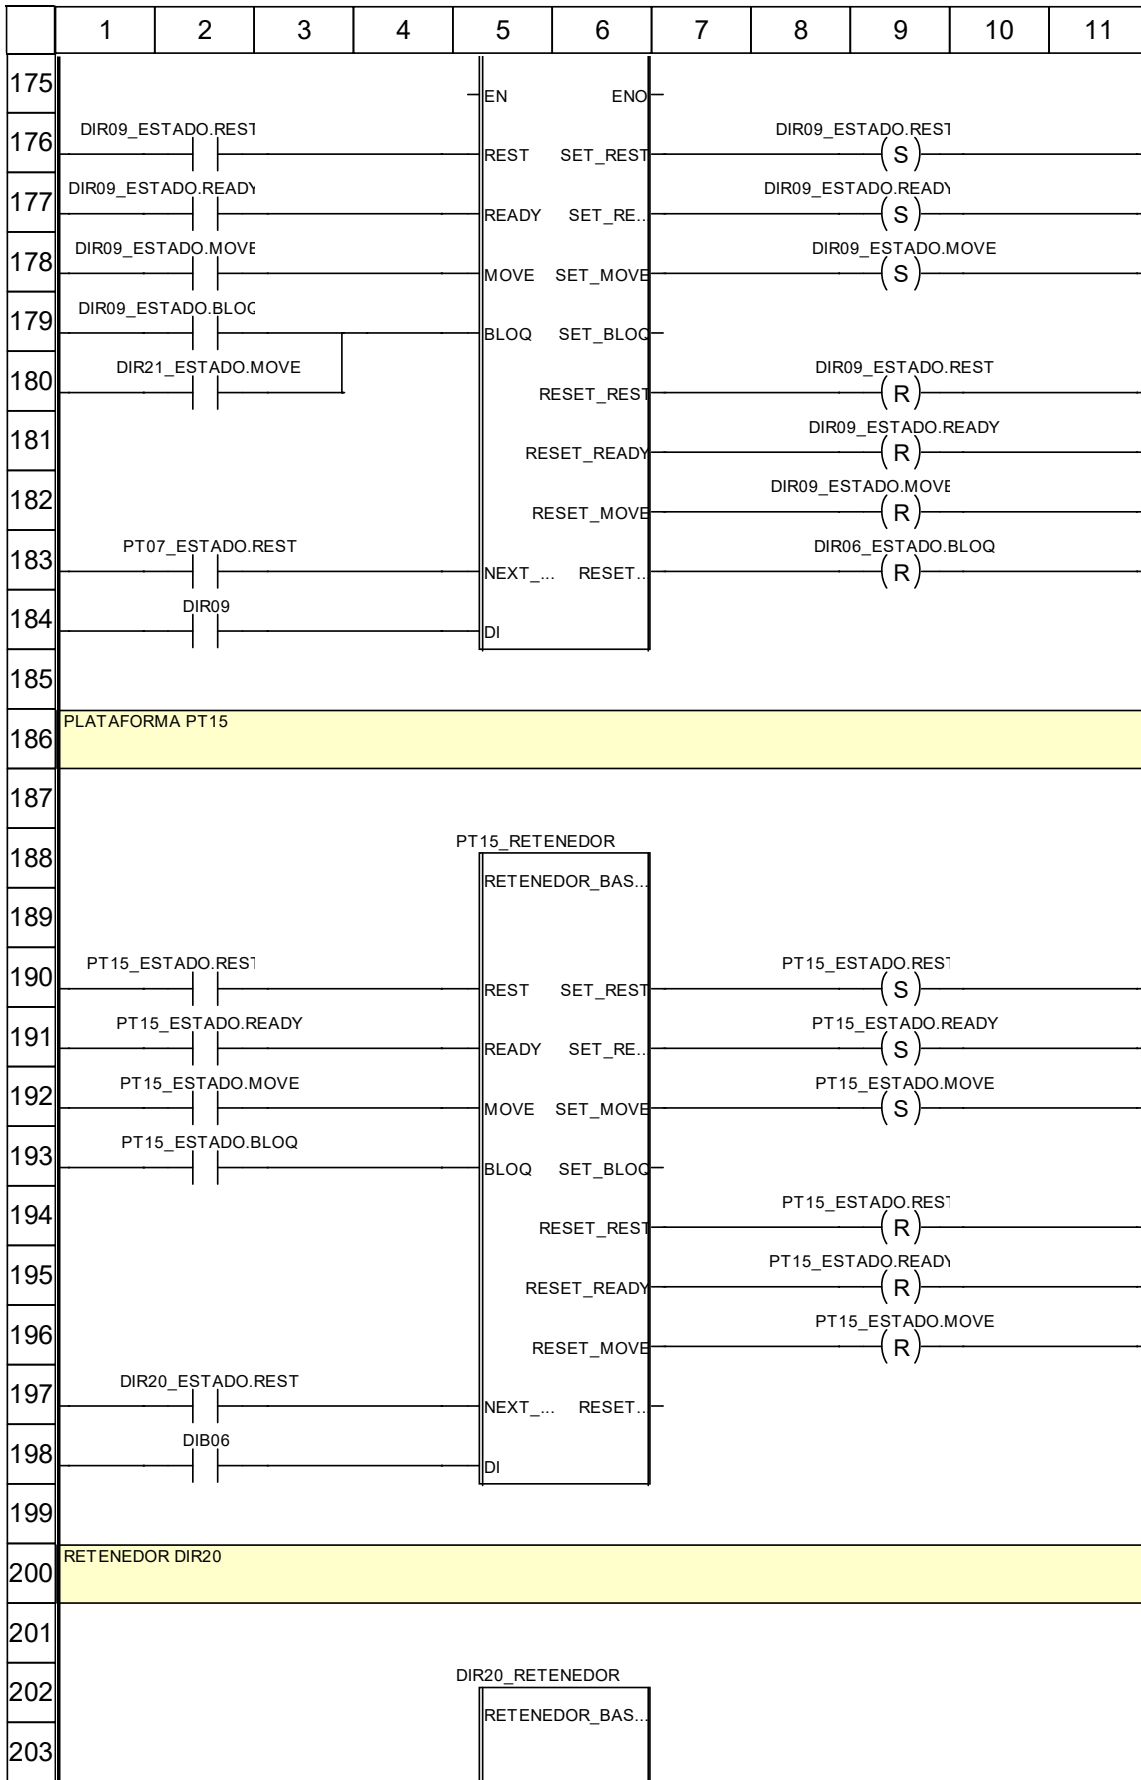 1 2 3 4 5 6 7 8 9 10 11
175
EN ENO
DIR09_ESTADO.REST DIR09_ESTADO.REST
176
REST SET_REST S
DIR09_ESTADO.READY DIR09_ESTADO.READY
177
READY SET_RE.. S
DIR09_ESTADO.MOVE DIR09_ESTADO.MOVE
178
MOVE SET_MOVE S
DIR09_ESTADO.BLOQ
179
BLOQ SET_BLOQ
DIR21_ESTADO.MOVE DIR09_ESTADO.REST
180
RESET_REST R
DIR09_ESTADO.READY
181
RESET_READY R
DIR09_ESTADO.MOVE
182
RESET_MOVE R
PT07_ESTADO.REST DIR06_ESTADO.BLOQ
183
NEXT_... RESET.. R
DIR09
184
DI
185
PLATAFORMA PT15
186
187
PT15_RETENEDOR
188
RETENEDOR_BAS...
189
PT15_ESTADO.REST PT15_ESTADO.REST
190
REST SET_REST S
PT15_ESTADO.READY PT15_ESTADO.READY
191
READY SET_RE.. S
PT15_ESTADO.MOVE PT15_ESTADO.MOVE
192
MOVE SET_MOVE S
PT15_ESTADO.BLOQ
193
BLOQ SET_BLOQ
PT15_ESTADO.REST
194
RESET_REST R
PT15_ESTADO.READY
195
RESET_READY R
PT15_ESTADO.MOVE
196
RESET_MOVE R
DIR20_ESTADO.REST
197
NEXT_... RESET..
DIB06
198
DI
199
RETENEDOR DIR20
200
201
DIR20_RETENEDOR
202
RETENEDOR_BAS...
203